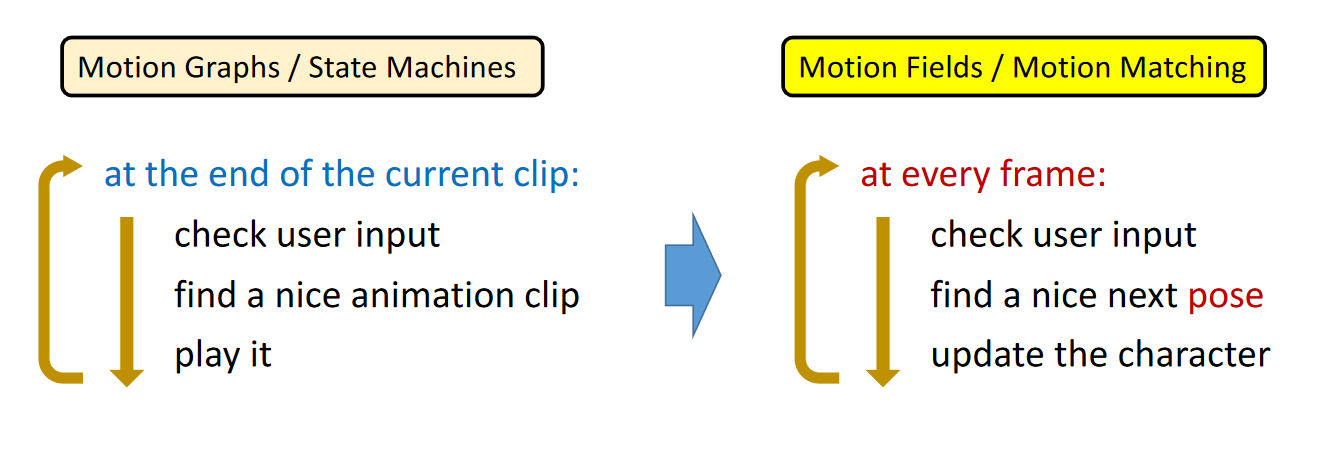 Motion Graphs / State Machines
at the end of the current clip:
check user input
find a nice animation clip
play it
Motion Fields / Motion Matching
at every frame:
check user input
find a nice next pose
update the character